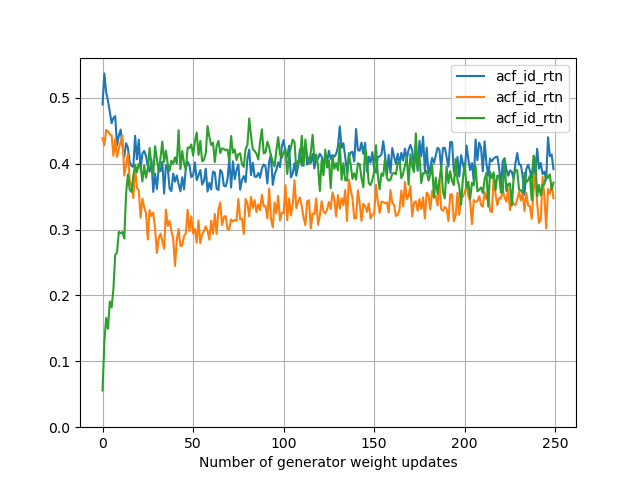 acf_id_rtn
acf_id_rtn
acf_id_rtn
0.5
0.4
0.3
0.2
0.1
0.0
0 50 100 150 200 250
Number of generator weight updates